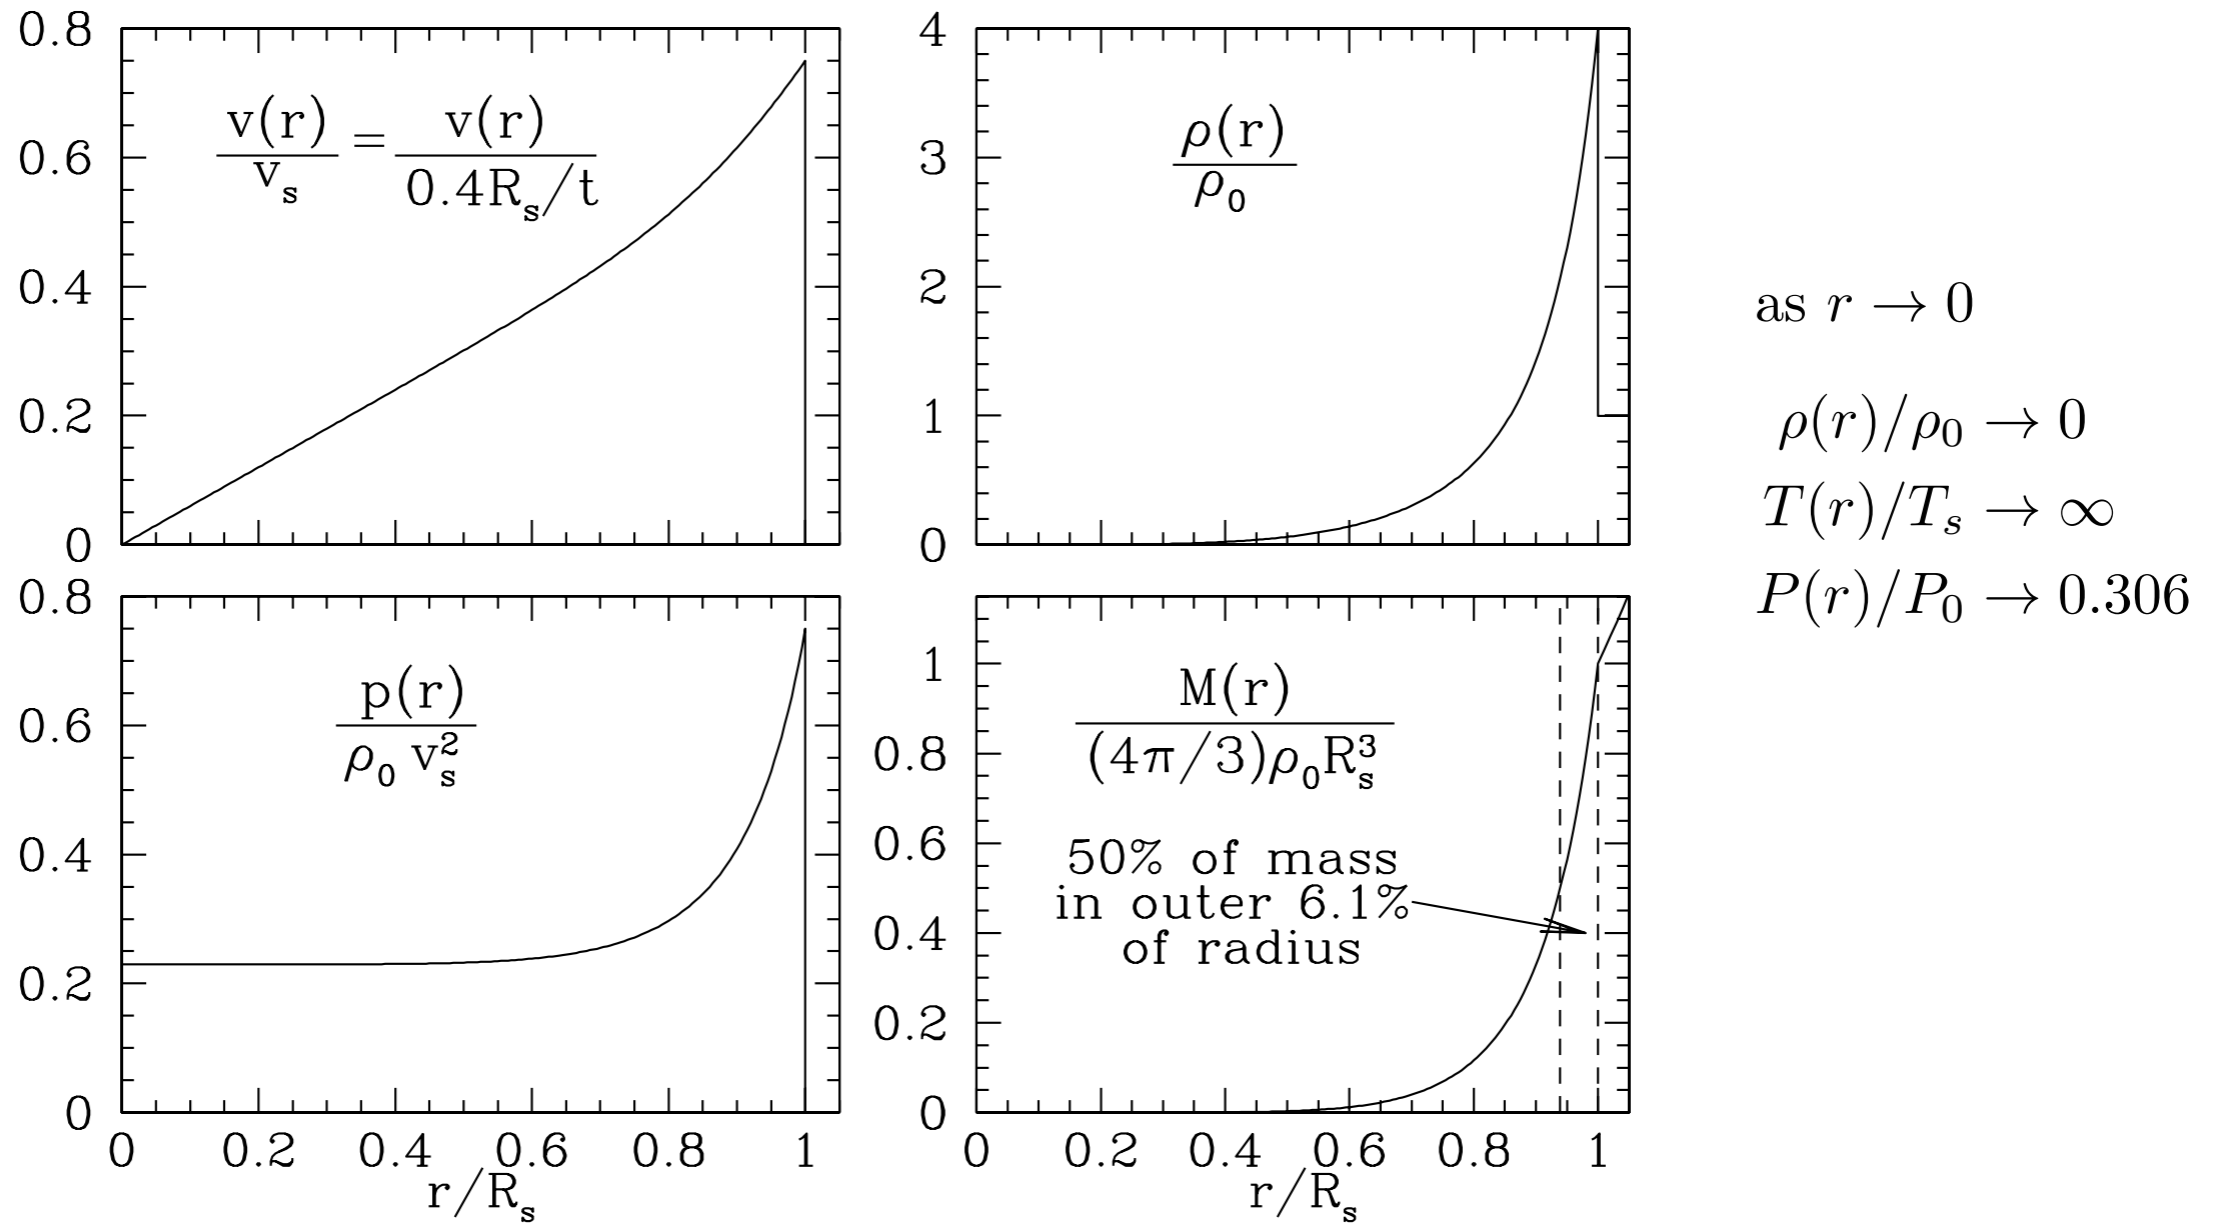 0.8
0.6
0.4
0.2
0
v(r)/v_s = v(r)/0.4R_s/t
4
3
2
1
0
ρ(r)/ρ_0
as r → 0
ρ(r)/ρ_0 → 0
T(r)/T_s → ∞
P(r)/P_0 → 0.306
0.8
0.6
0.4
0.2
0
p(r)/ρ_0 v_s^2
0 0.2 0.4 0.6 0.8 1
r/R_s
1
0.8
0.6
0.4
0.2
0
M(r)/(4π/3)ρ_0R_s^3
50% of mass
in outer 6.1%
of radius
0 0.2 0.4 0.6 0.8 1
r/R_s